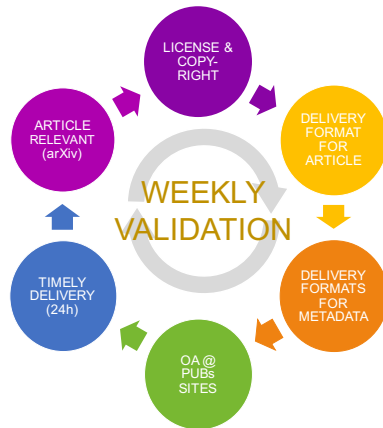 LICENSE &
COPY-
RIGHT
DELIVERY
FORMAT
FOR
ARTICLE
DELIVERY
FORMATS
FOR
METADATA
OA @
PUBs
SITES
TIMELY
DELIVERY
(24h)
ARTICLE
RELEVANT
(arXiv)
WEEKLY
VALIDATION